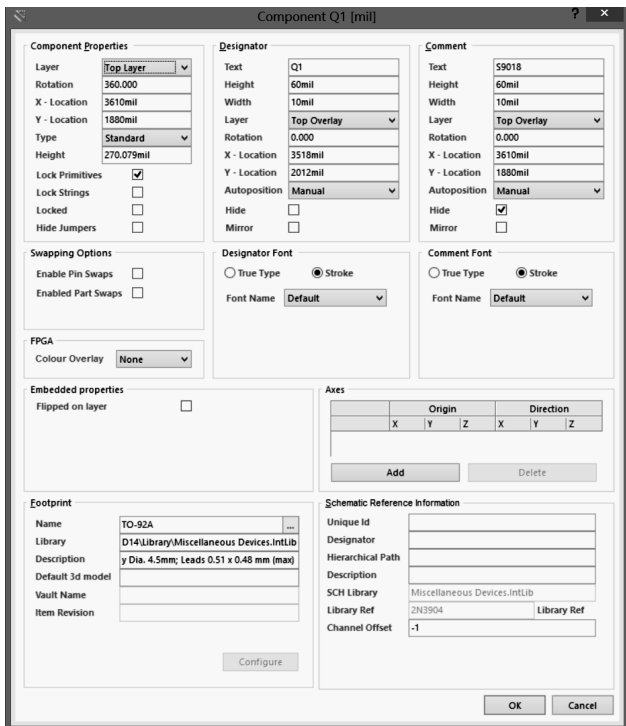 Component Q1 [mil]
? ×
Component Properties
Layer Top Layer
Rotation 360.000
X - Location 3610mil
Y - Location 1880mil
Type Standard
Height 270.079mil
Lock Primitives
Lock Strings
Locked
Hide Jumpers
Designator
Text Q1
Height 60mil
Width 10mil
Layer Top Overlay
Rotation 0.000
X - Location 3518mil
Y - Location 2012mil
Autoposition Manual
Hide
Mirror
Comment
Text S9018
Height 60mil
Width 10mil
Layer Top Overlay
Rotation 0.000
X - Location 3610mil
Y - Location 1880mil
Autoposition Manual
Hide
Mirror
Swapping Options
Enable Pin Swaps
Enabled Part Swaps
Designator Font
True Type Stroke
Font Name Default
Comment Font
True Type Stroke
Font Name Default
FPGA
Colour Overlay None
Embedded properties
Flipped on layer
Axes
Origin Direction
X Y Z X Y Z
Add Delete
Footprint
Name TO-92A ...
Library D14\Library\Miscellaneous Devices.IntLib
Description y Dia. 4.5mm; Leads 0.51 x 0.48 mm (max)
Default 3d model
Vault Name
Item Revision
Configure
Schematic Reference Information
Unique Id
Designator
Hierarchical Path
Description
SCH Library Miscellaneous Devices.IntLib
Library Ref 2N3904 Library Ref
Channel Offset -1
OK Cancel